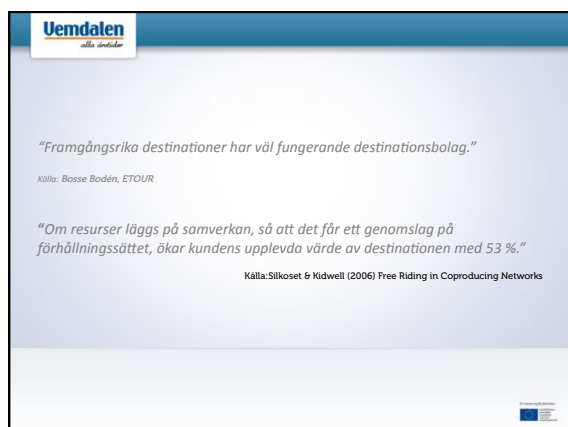 Vemdalen
alla årstider
"Framgångsrika destinationer har väl fungerande destinationsbolag."
Källa: Bosse Bodén, ETOUR
"Om resurser läggs på samverkan, så att det får ett genomslag på
förhållningssättet, ökar kundens upplevda värde av destinationen med 53 %."
Källa:Silkoset & Kidwell (2006) Free Riding in Coproducing Networks